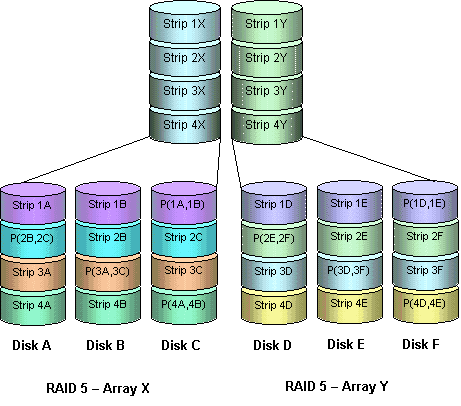 Strip 1X Strip 1Y
Strip 2X Strip 2Y
Strip 3X Strip 3Y
Strip 4X Strip 4Y
Strip 1A Strip 1B P(1A,1B) Strip 1D Strip 1E P(1D,1E)
P(2B,2C) Strip 2B Strip 2C P(2E,2F) Strip 2E Strip 2F
Strip 3A P(3A,3C) Strip 3C Strip 3D P(3D,3F) Strip 3F
Strip 4A Strip 4B P(4A,4B) Strip 4D Strip 4E P(4D,4E)
Disk A Disk B Disk C Disk D Disk E Disk F
RAID 5 – Array X RAID 5 – Array Y